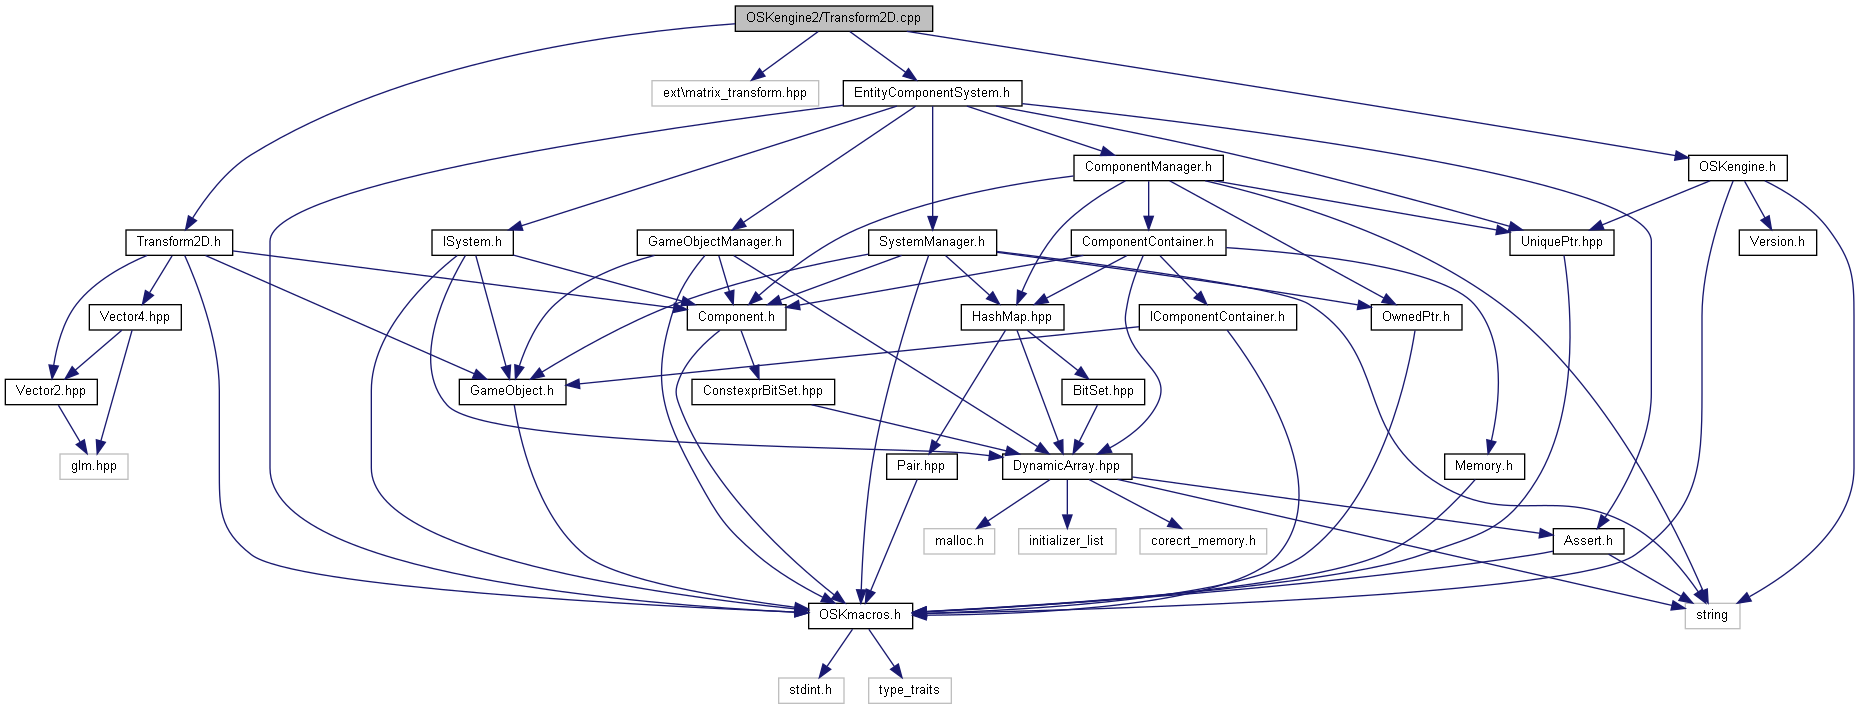 OSKengine2/Transform2D.cpp
ext\matrix_transform.hpp
EntityComponentSystem.h
ComponentManager.h
OSKengine.h
Transform2D.h
ISystem.h
GameObjectManager.h
SystemManager.h
ComponentContainer.h
UniquePtr.hpp
Version.h
Vector4.hpp
Component.h
HashMap.hpp
IComponentContainer.h
OwnedPtr.h
Vector2.hpp
GameObject.h
ConstexprBitSet.hpp
BitSet.hpp
glm.hpp
Pair.hpp
DynamicArray.hpp
Memory.h
malloc.h
initializer_list
corecrt_memory.h
Assert.h
OSKmacros.h
string
stdint.h
type_traits